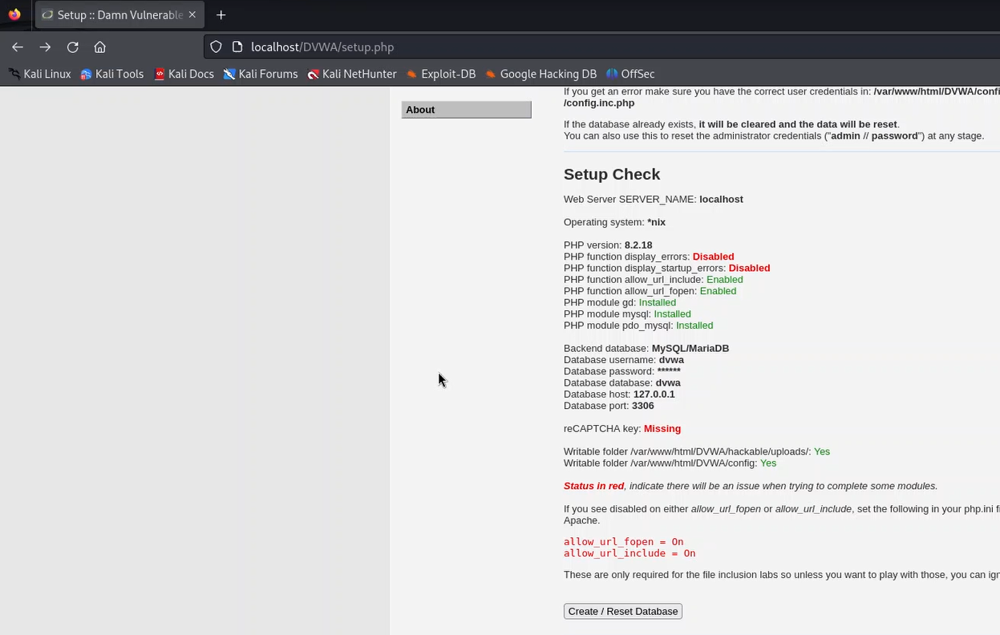 Setup :: Damn Vulnerable
localhost/DVWA/setup.php
Kali Linux Kali Tools Kali Docs Kali Forums Kali NetHunter Exploit-DB Google Hacking DB OffSec
About
If you get an error make sure you have the correct user credentials in: /var/www/html/DVWA/confi
/config.inc.php
If the database already exists, it will be cleared and the data will be reset.
You can also use this to reset the administrator credentials ("admin // password") at any stage.
Setup Check
Web Server SERVER_NAME: localhost
Operating system: *nix
PHP version: 8.2.18
PHP function display_errors: Disabled
PHP function display_startup_errors: Disabled
PHP function allow_url_include: Enabled
PHP function allow_url_fopen: Enabled
PHP module gd: Installed
PHP module mysql: Installed
PHP module pdo_mysql: Installed
Backend database: MySQL/MariaDB
Database username: dvwa
Database password: ******
Database database: dvwa
Database host: 127.0.0.1
Database port: 3306
reCAPTCHA key: Missing
Writable folder /var/www/html/DVWA/hackable/uploads/: Yes
Writable folder /var/www/html/DVWA/config: Yes
Status in red, indicate there will be an issue when trying to complete some modules.
If you see disabled on either allow_url_fopen or allow_url_include, set the following in your php.ini fi
Apache.
allow_url_fopen = On
allow_url_include = On
These are only required for the file inclusion labs so unless you want to play with those, you can ign
Create / Reset Database